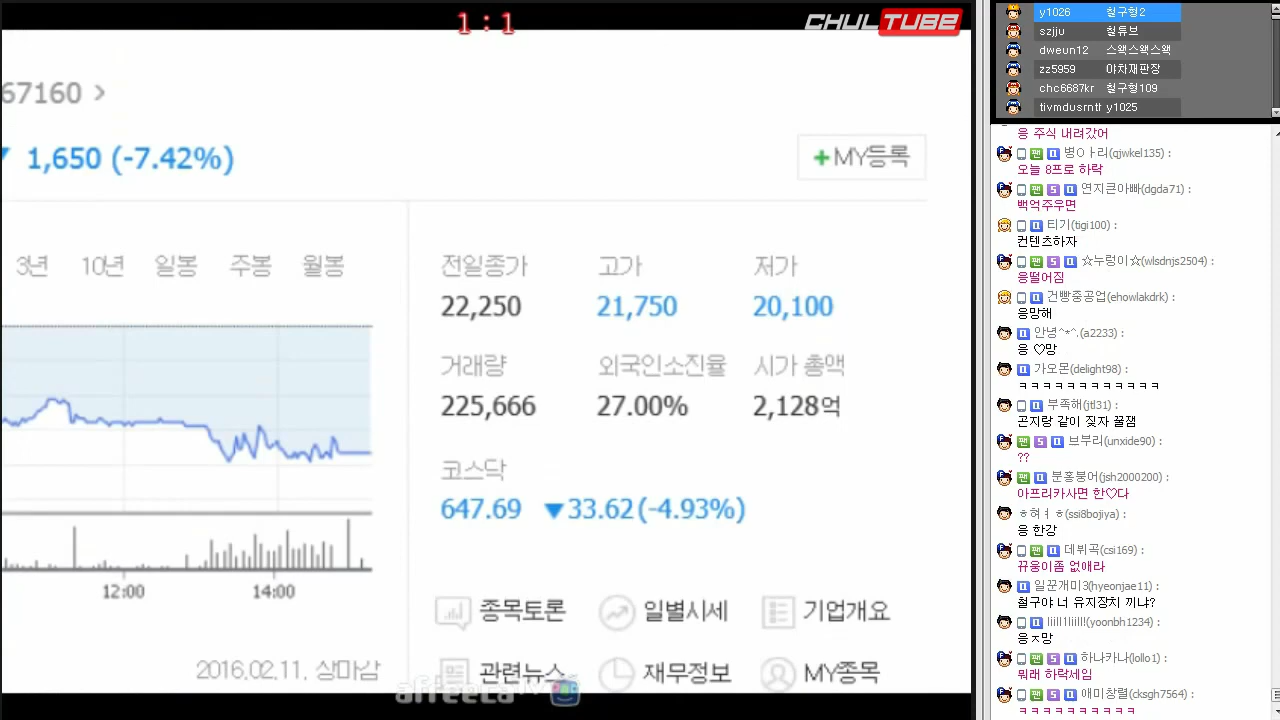 1 : 1
CHULTUBE
67160 >
▼ 1,650 (-7.42%)
+MY등록
3년 10년 일봉 주봉 월봉
전일종가 고가 저가
22,250 21,750 20,100
거래량 외국인소진율 시가 총액
225,666 27.00% 2,128억
코스닥
647.69 ▼33.62(-4.93%)
12:00 14:00
종목토론 일별시세 기업개요
2016.02.11. 장마감
관련뉴스 재무정보 MY종목
afreeca
y1026 철구형2
szjju 철튜브
dweun12 스왝스왝스왝
zz5959 야차재판장
chc6687kr 철구형109
y1025
응 주식 내려갔어
병ㅇㅏ리(qjwkel135) :
오늘 8프로 하락
연지큰아빠(dgda71) :
백억주우면
티기(tigi100) :
컨텐츠하자
☆누렁이☆(wlsdnjs2504) :
응떨어짐
건빵중공업(ehowlakdrk) :
응망해
안녕^*^.(a2233) :
응 ♡망
가오몬(delight98) :
ㅋㅋㅋㅋㅋㅋㅋㅋㅋㅋㅋㅋ
부족해(jtl31) :
곤지랑 같이 짖자 꿀잼
브부리(unxide90) :
??
분홍붕어(jsh2000200) :
아프리카사면 한♡다
ㅎ혀ㅕㅎ(ssi8bojiya) :
응 한강
데뷔곡(csi169) :
뀨웅이좀 없애라
일꾼개미3(hyeonjae11) :
철구야 너 유지장치 끼냐?
(yoonbh1234) :
응ㅈ망
하나카나(lollo1) :
뭐래 하락세임
애미창렬(cksgh7564) :
ㅋㅋㅋㅋㅋㅋㅋㅋㅋㅋ